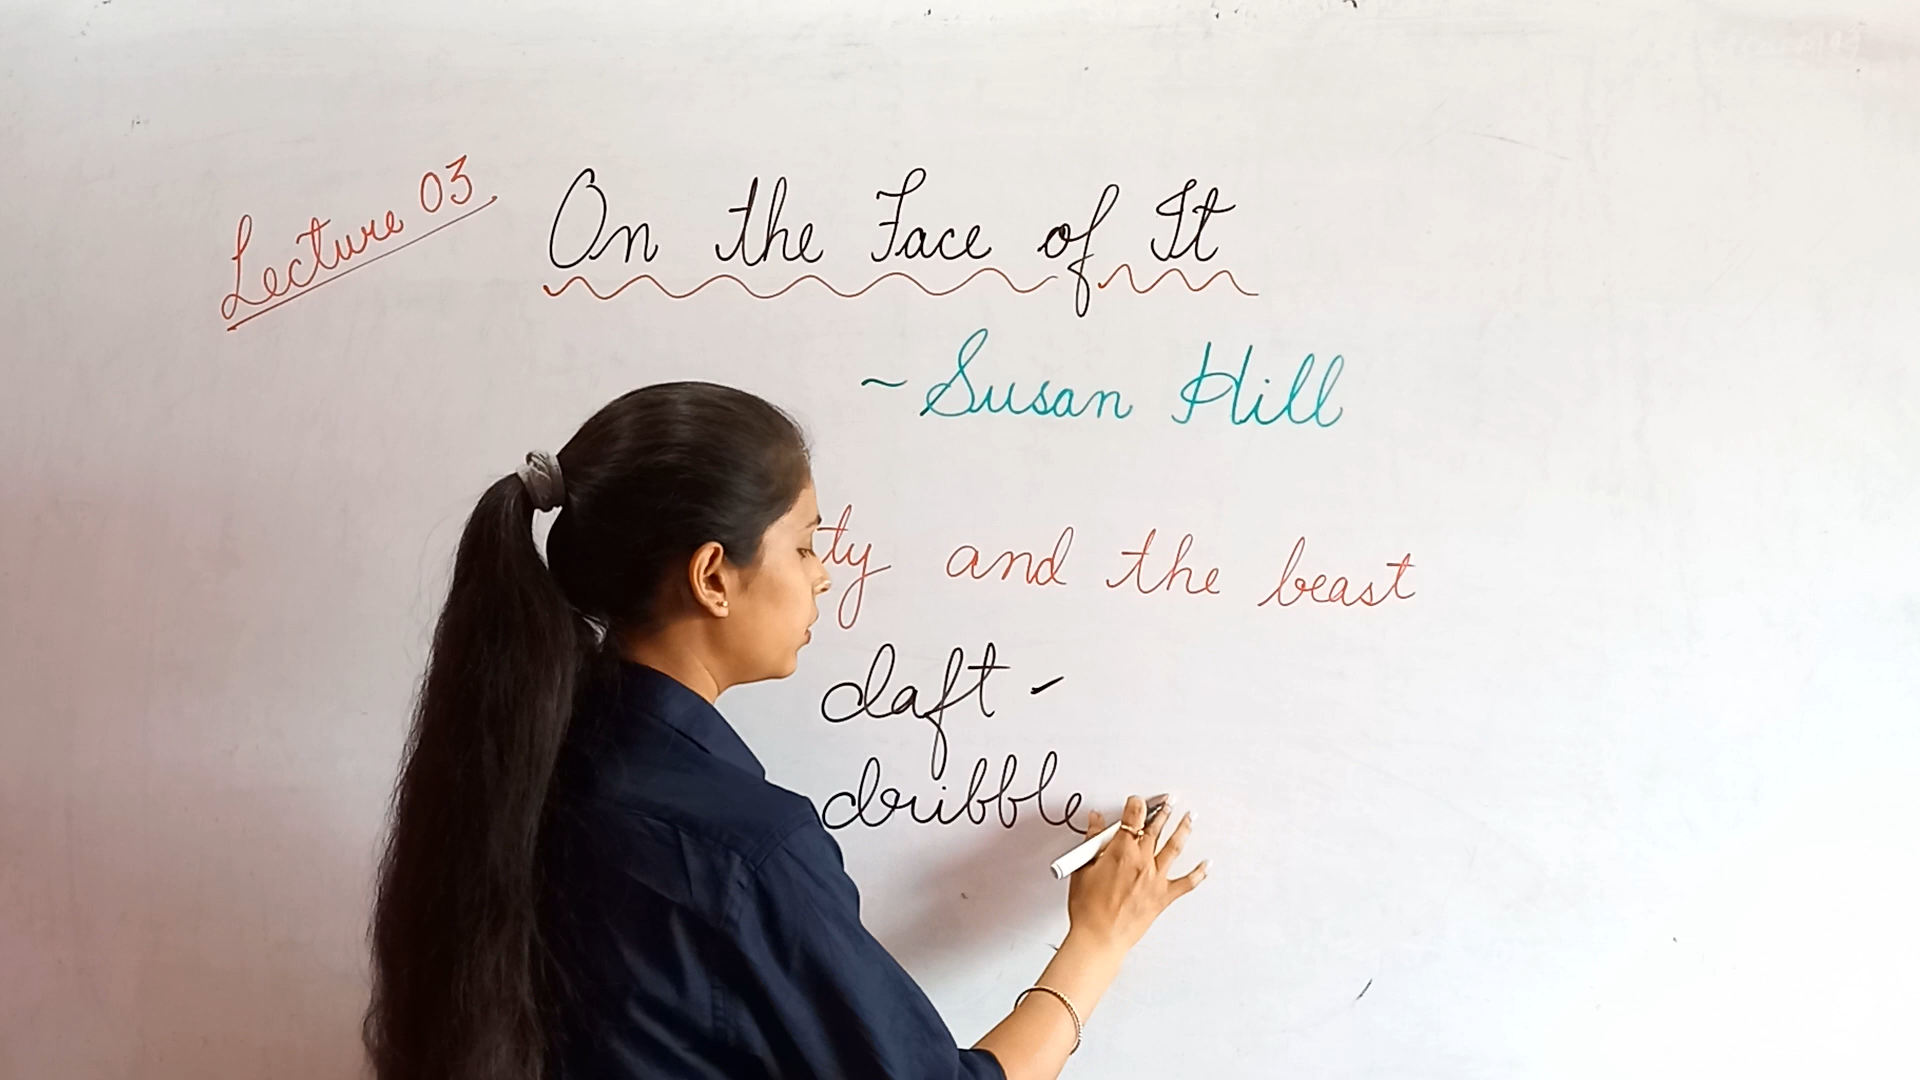 Lecture 03
On the Face of It
~ Susan Hill
ty and the beast
daft -
dribble